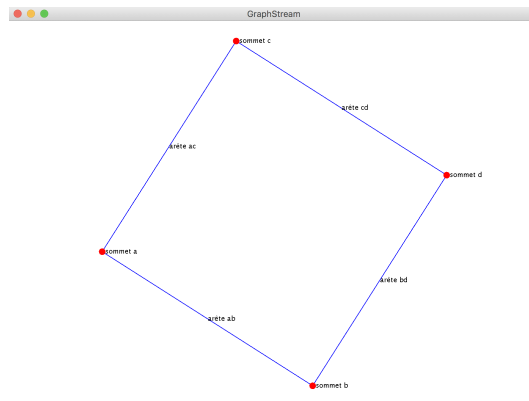 GraphStream
sommet c
arête cd
arête ac
sommet d
sommet a
arête bd
arête ab
sommet b